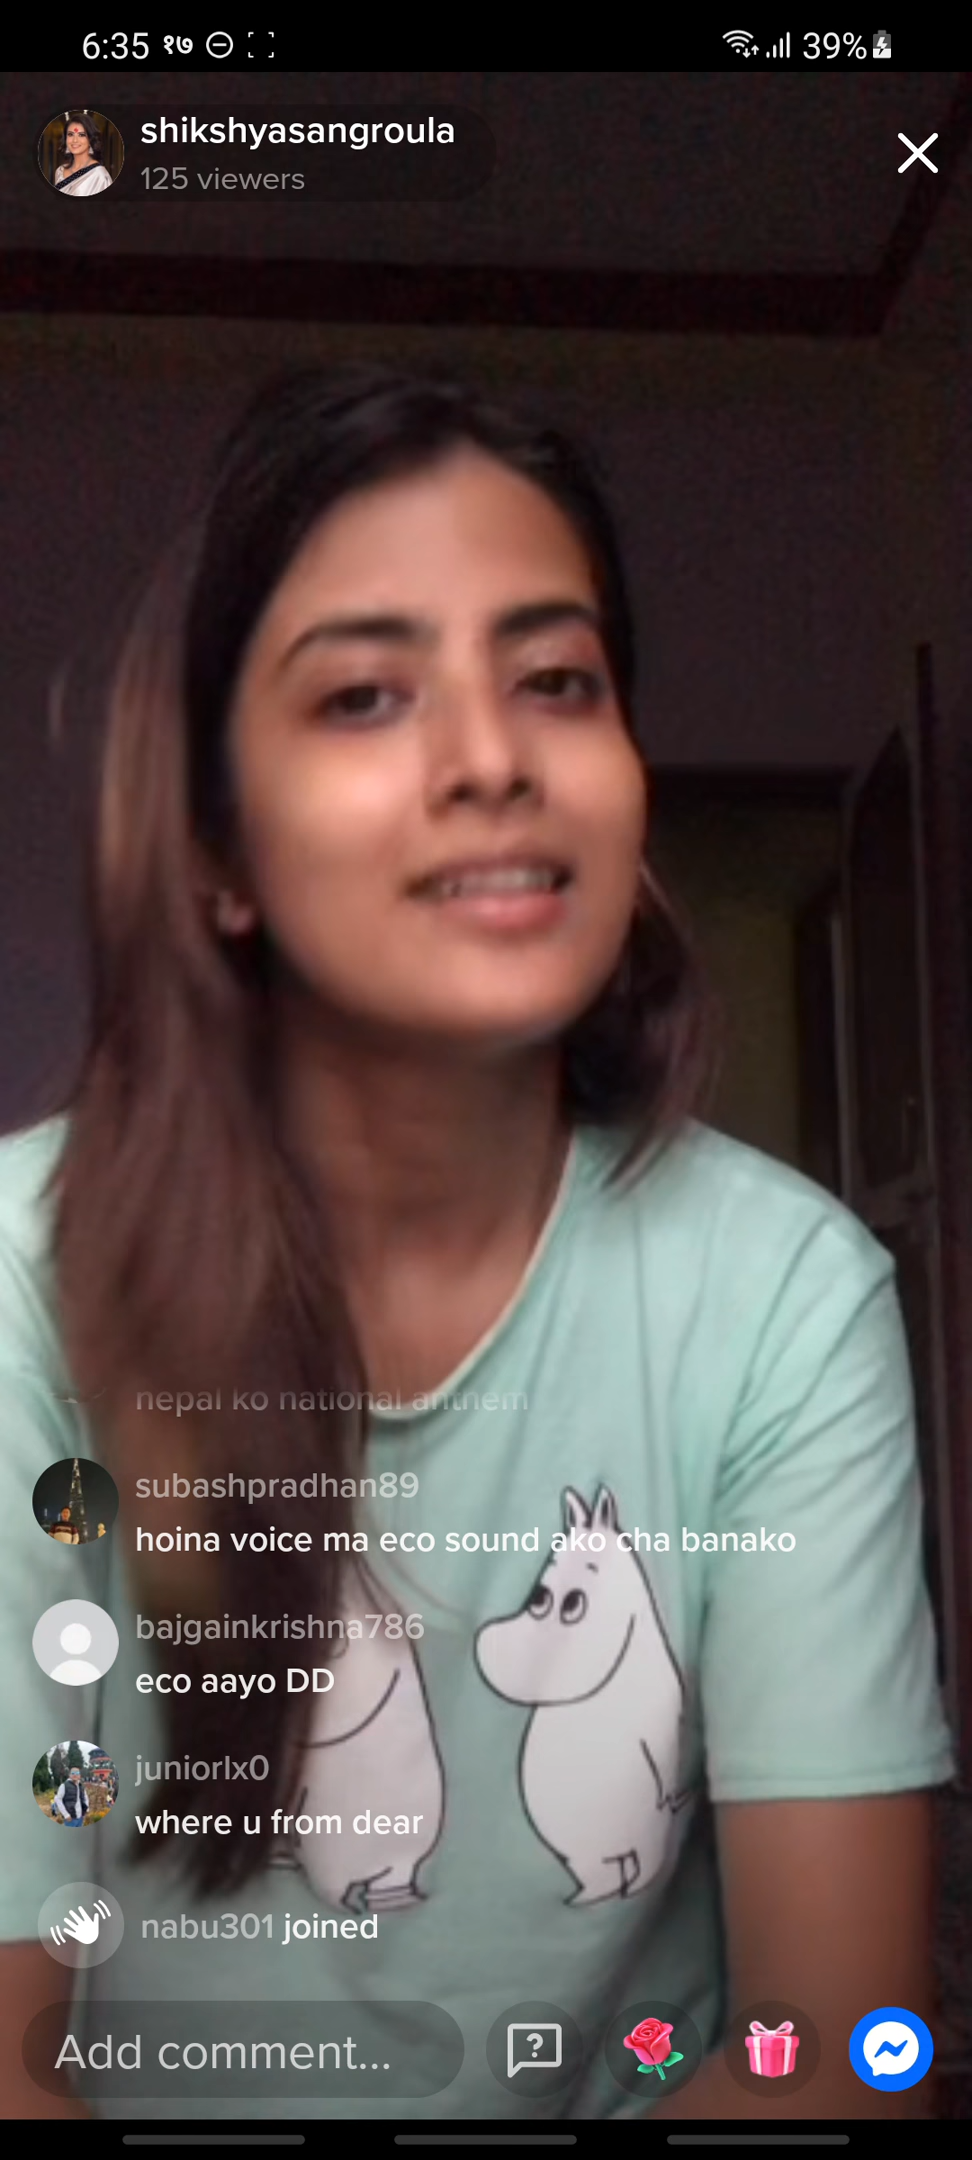 6:35 १७ 39%
shikshyasangroula
125 viewers
nepal ko national anthem
subashpradhan89
hoina voice ma eco sound ako cha banako
bajgainkrishna786
eco aayo DD
juniorlx0
where u from dear
nabu301 joined
Add comment...